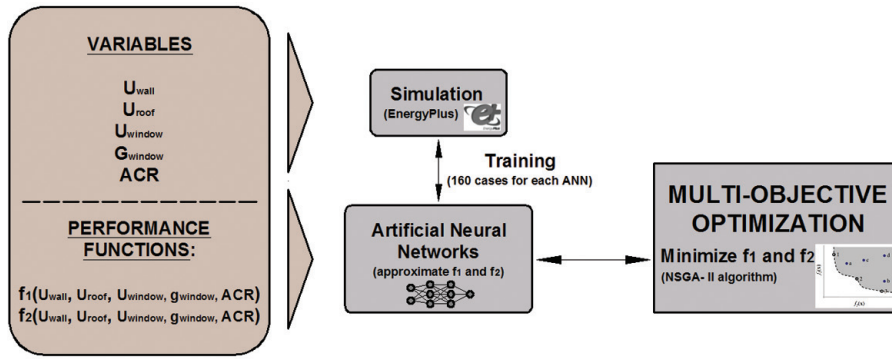 VARIABLES
Uwall
Uroof
Uwindow
Gwindow
ACR
PERFORMANCE
FUNCTIONS:
f1(Uwall, Uroof, Uwindow, gwindow, ACR)
f2(Uwall, Uroof, Uwindow, gwindow, ACR)
Simulation
(EnergyPlus)
EnergyPlus
Training
(160 cases for each ANN)
Artificial Neural
Networks
(approximate f1 and f2)
MULTI-OBJECTIVE
OPTIMIZATION
Minimize f1 and f2
(NSGA- II algorithm)